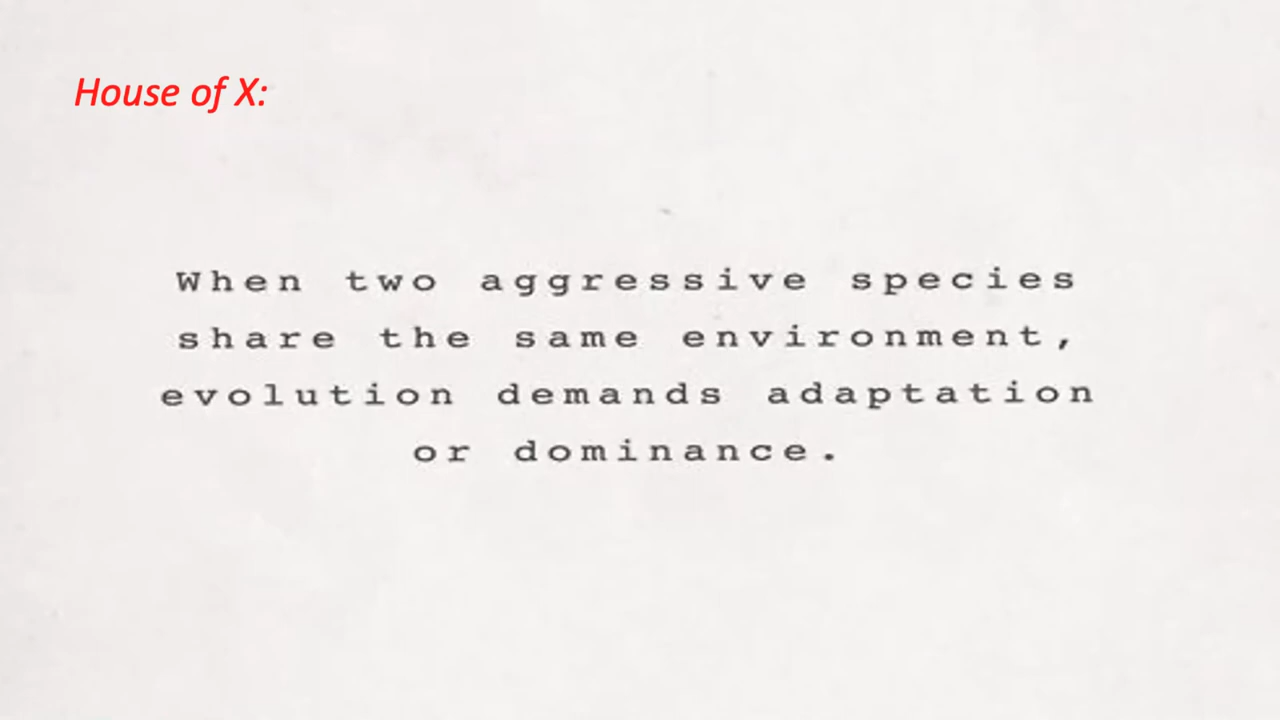 House of X:
When two aggressive species
share the same environment,
evolution demands adaptation
or dominance.